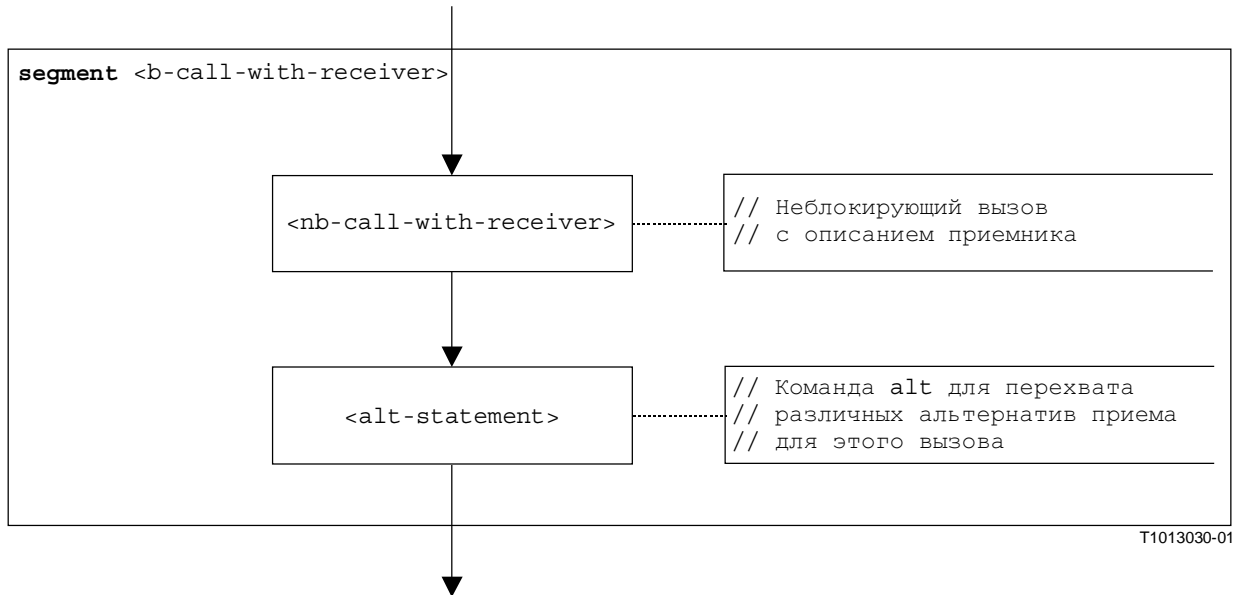 segment <b-call-with-receiver>
<nb-call-with-receiver>
// Неблокирующий вызов
// с описанием приемника
<alt-statement>
// Команда alt для перехвата
// различных альтернатив приема
// для этого вызова
T1013030-01